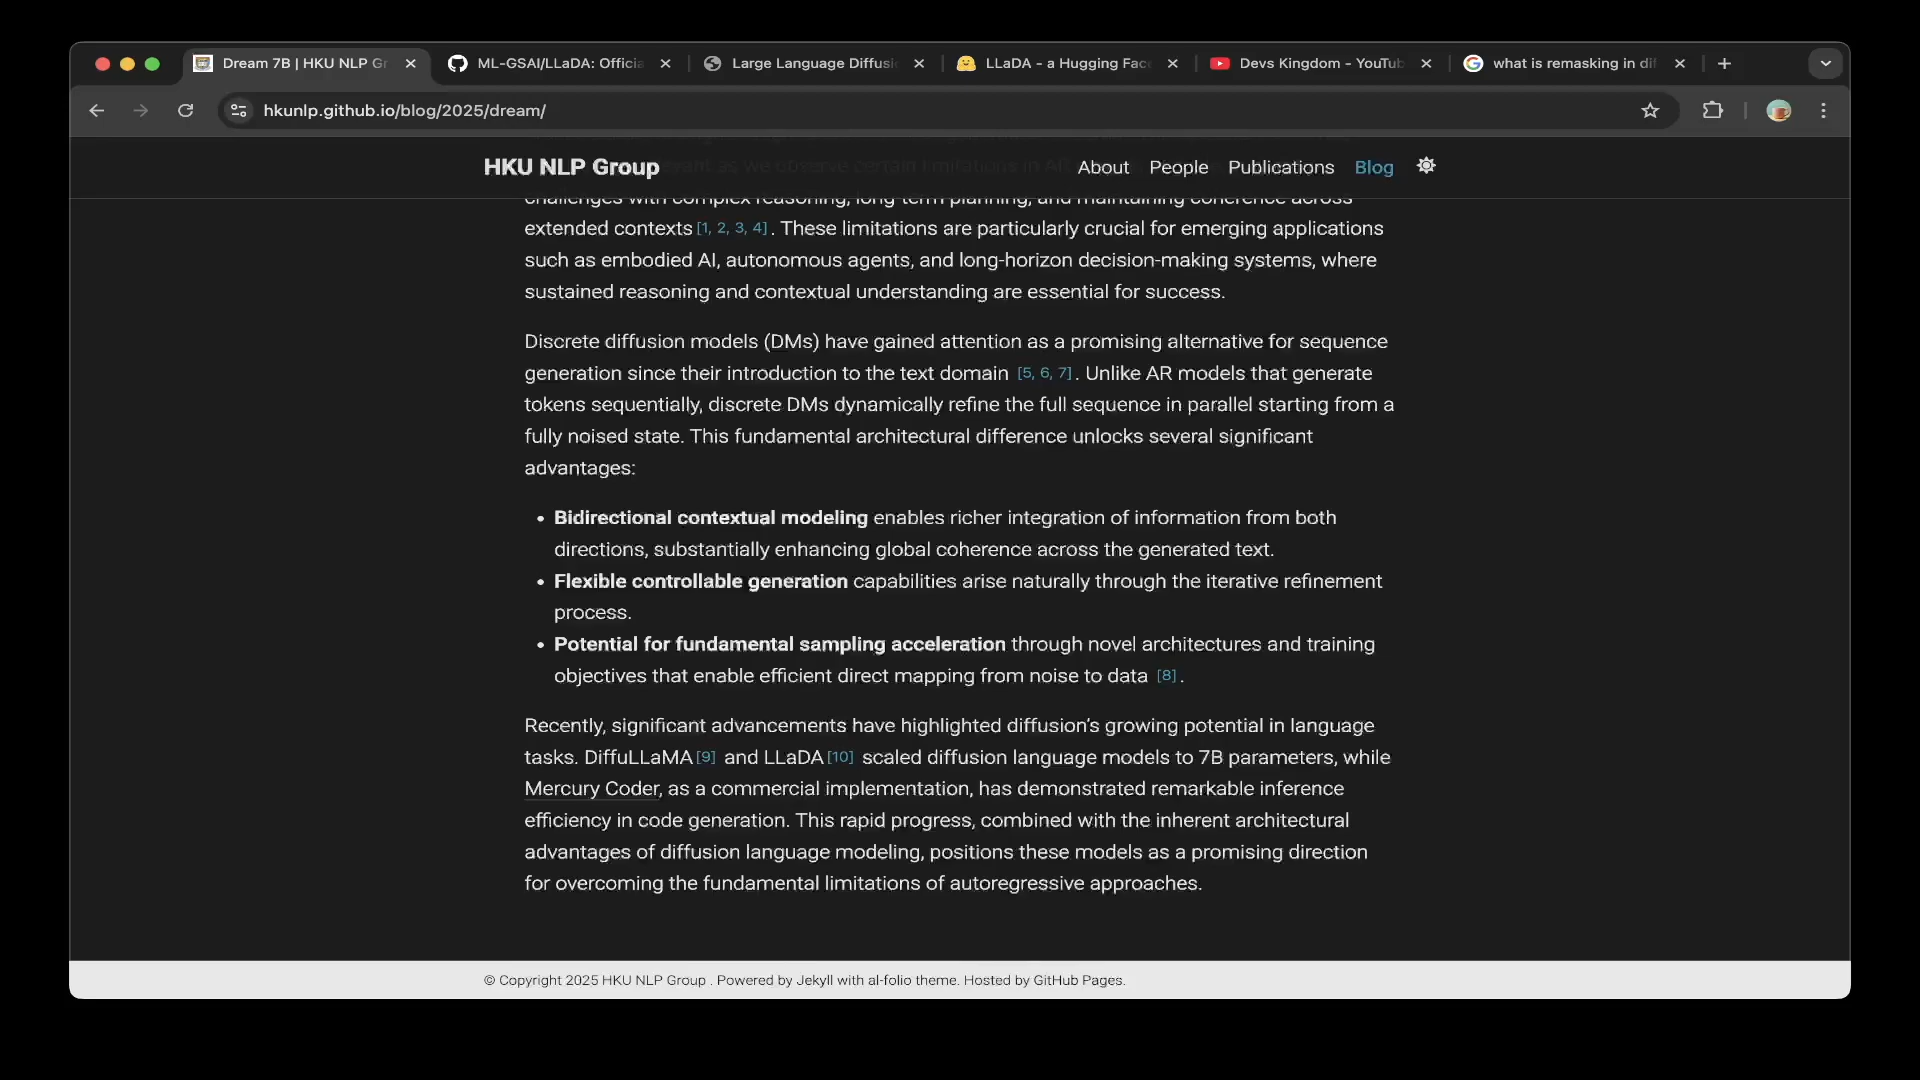 Dream 7B | HKU NLP Gr
ML-GSAI/LLaDA: Officia
Large Language Diffusi
LLaDA - a Hugging Fac
Devs Kingdom - YouTub
what is remasking in dif
hkunlp.github.io/blog/2025/dream/
HKU NLP Group
About People Publications Blog
challenges with complex reasoning, long-term planning, and maintaining coherence across
extended contexts [1, 2, 3, 4] . These limitations are particularly crucial for emerging applications
such as embodied AI, autonomous agents, and long-horizon decision-making systems, where
sustained reasoning and contextual understanding are essential for success.
Discrete diffusion models (DMs) have gained attention as a promising alternative for sequence
generation since their introduction to the text domain [5, 6, 7] . Unlike AR models that generate
tokens sequentially, discrete DMs dynamically refine the full sequence in parallel starting from a
fully noised state. This fundamental architectural difference unlocks several significant
advantages:
• Bidirectional contextual modeling enables richer integration of information from both
directions, substantially enhancing global coherence across the generated text.
• Flexible controllable generation capabilities arise naturally through the iterative refinement
process.
• Potential for fundamental sampling acceleration through novel architectures and training
objectives that enable efficient direct mapping from noise to data [8] .
Recently, significant advancements have highlighted diffusion's growing potential in language
tasks. DiffuLLaMA [9] and LLaDA [10] scaled diffusion language models to 7B parameters, while
Mercury Coder, as a commercial implementation, has demonstrated remarkable inference
efficiency in code generation. This rapid progress, combined with the inherent architectural
advantages of diffusion language modeling, positions these models as a promising direction
for overcoming the fundamental limitations of autoregressive approaches.
© Copyright 2025 HKU NLP Group . Powered by Jekyll with al-folio theme. Hosted by GitHub Pages.